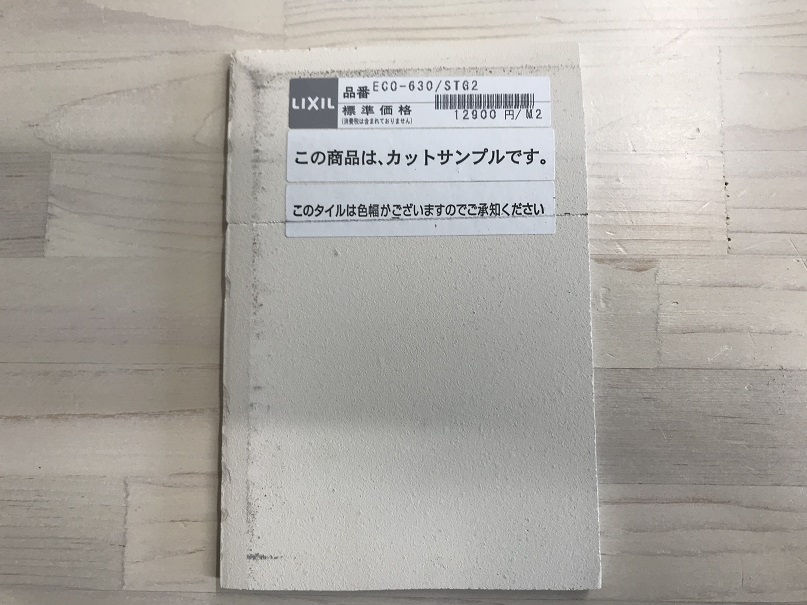 LIXIL
品番 ECO-630/STG2
標準価格 12900 円/M2
(消費税は含まれておりません)
この商品は、カットサンプルです。
このタイルは色幅がございますのでご承知ください